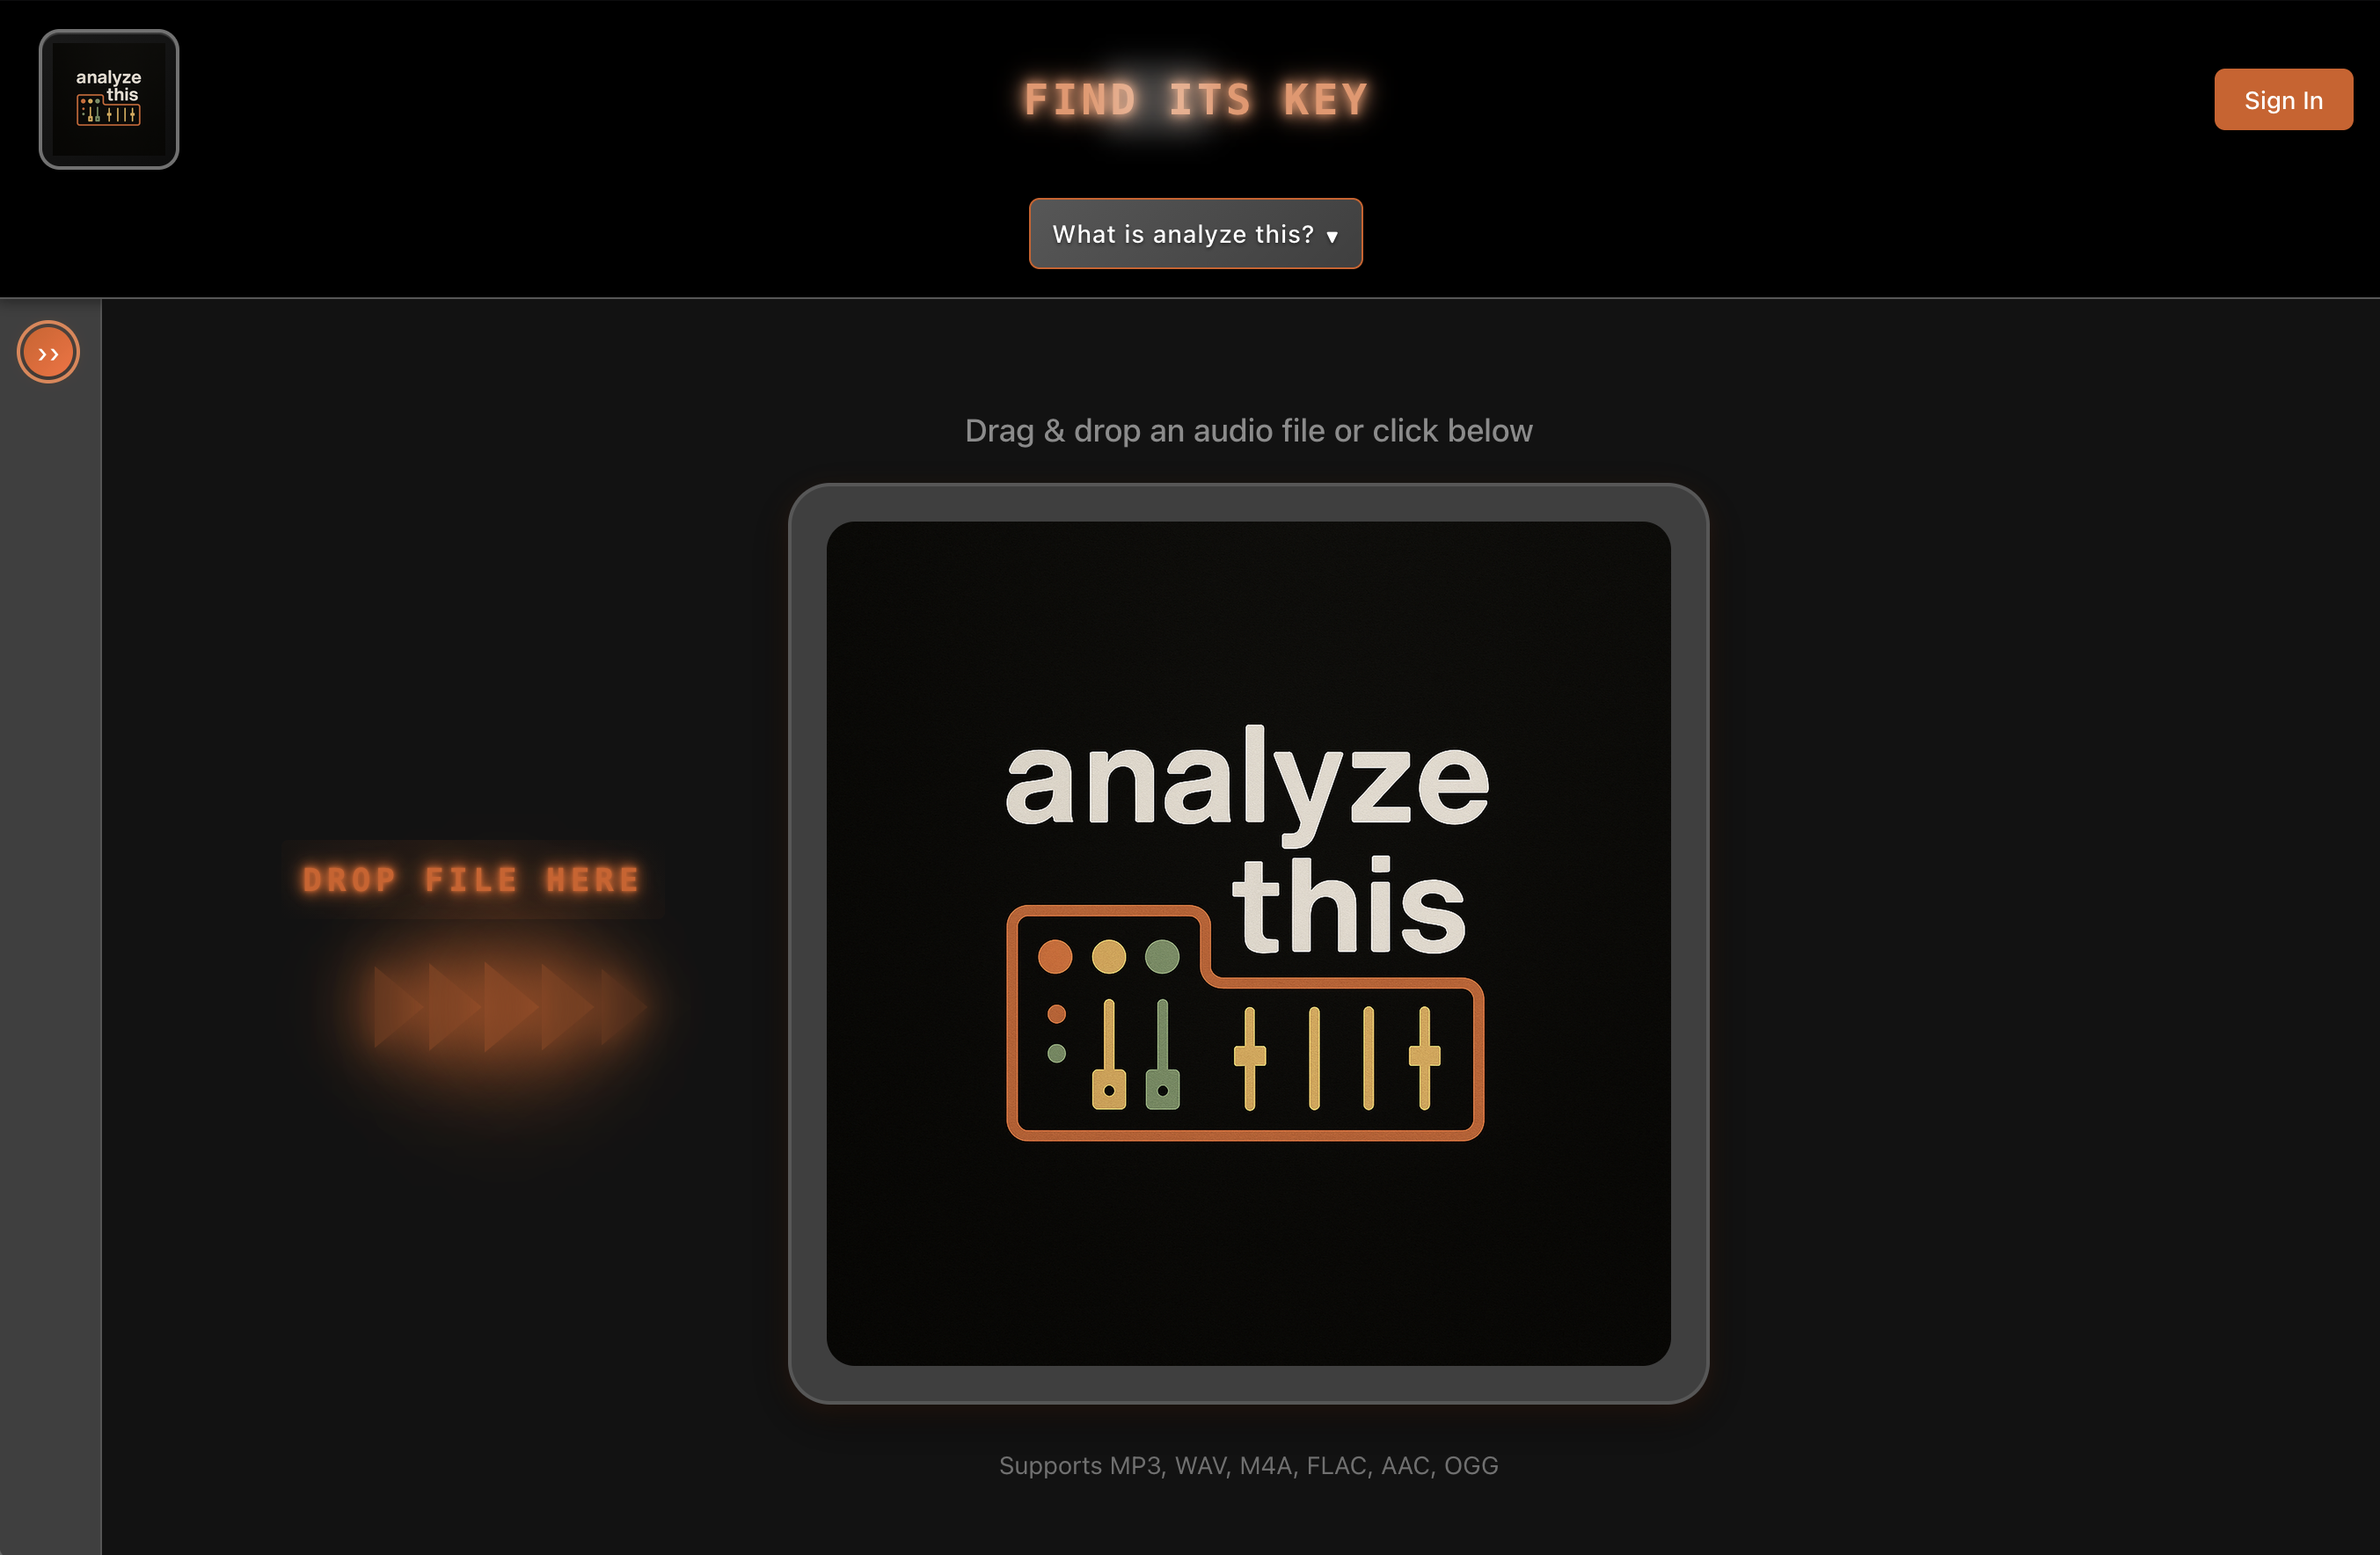 analyze
this
FIND ITS KEY
Sign In
What is analyze this? ▼
››
Drag & drop an audio file or click below
analyze
this
DROP FILE HERE
Supports MP3, WAV, M4A, FLAC, AAC, OGG